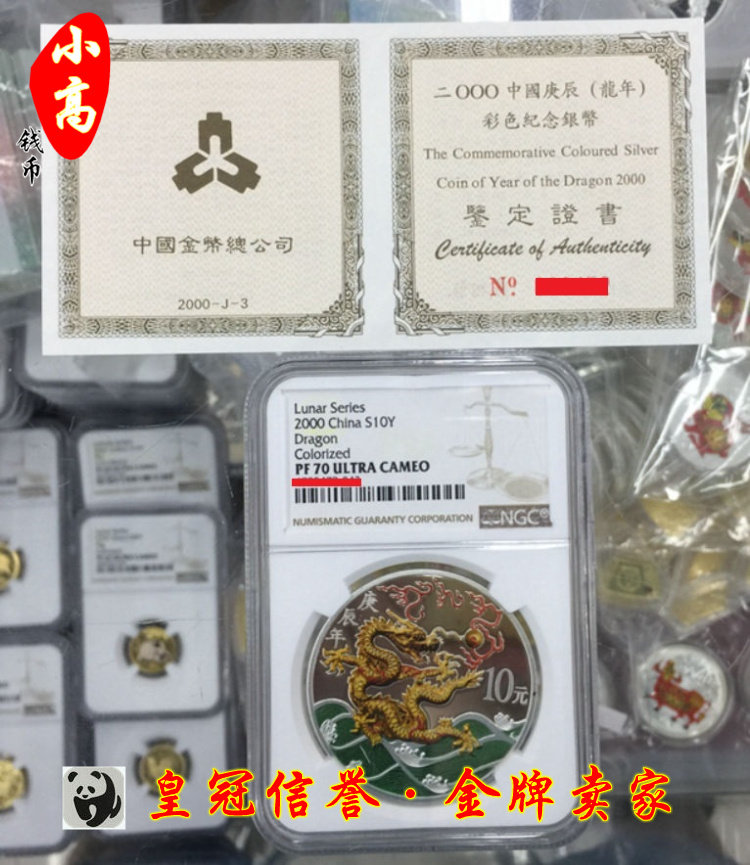 小高
钱币
中國金幣總公司
2000-J-3
二OOO中國庚辰（龍年）
彩色紀念銀幣
The Commemorative Coloured Silver
Coin of Year of the Dragon 2000
鑒定證書
Certificate of Authenticity
Nº
Lunar Series
2000 China S10Y
Dragon
Colorized
PF 70 ULTRA CAMEO
NUMISMATIC GUARANTY CORPORATION
NGC®
庚辰年
10元
皇冠信誉·金牌卖家